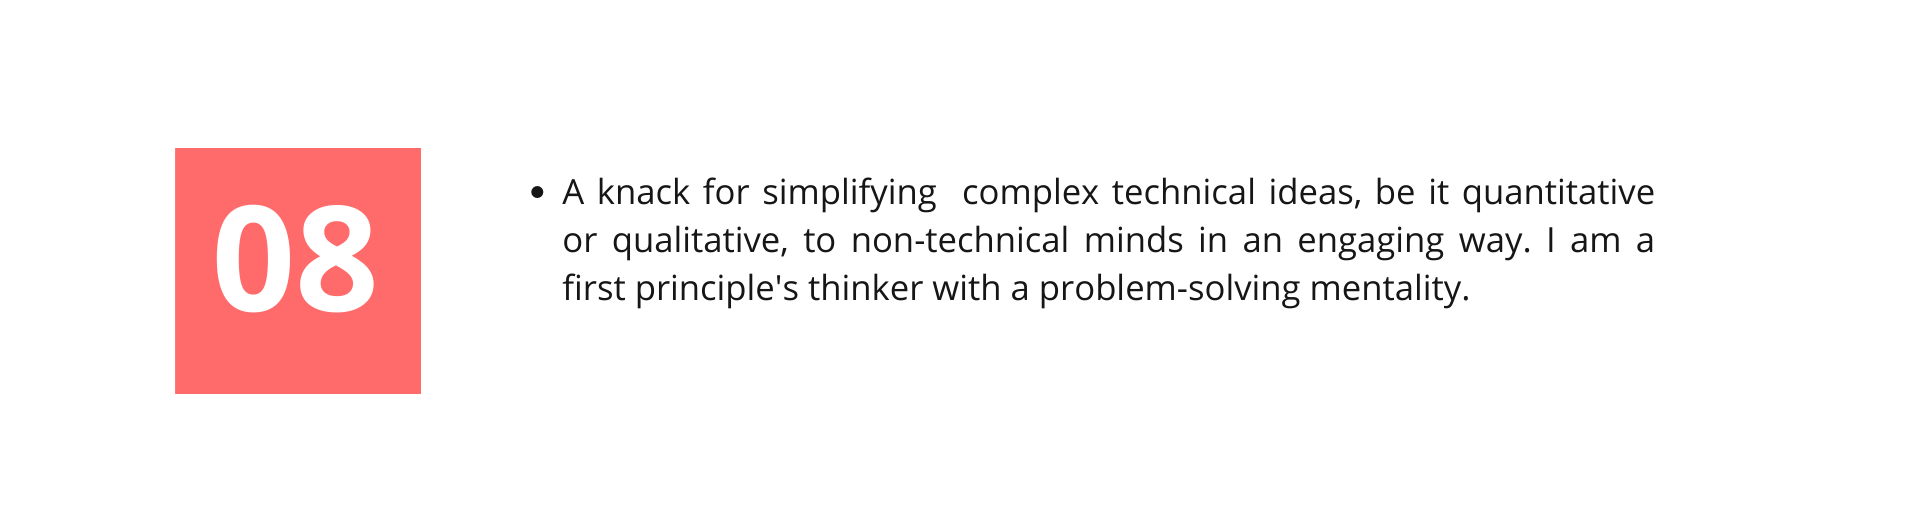 08
• A knack for simplifying  complex technical ideas, be it quantitative
or qualitative, to non-technical minds in an engaging way. I am a
first principle's thinker with a problem-solving mentality.